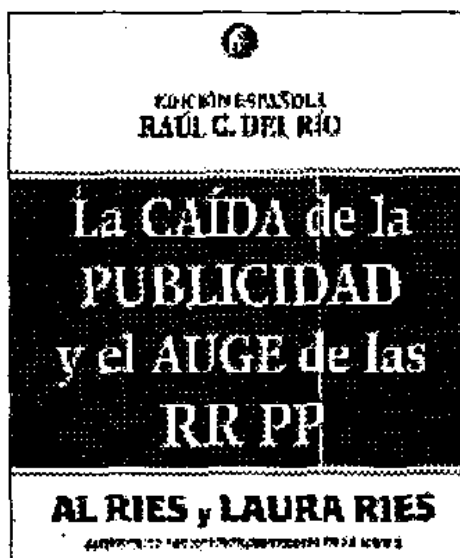 EDICIÓN ESPAÑOLA
RAÚL G. DEL RÍO
La CAÍDA de la
PUBLICIDAD
y el AUGE de las
RR PP
AL RIES y LAURA RIES